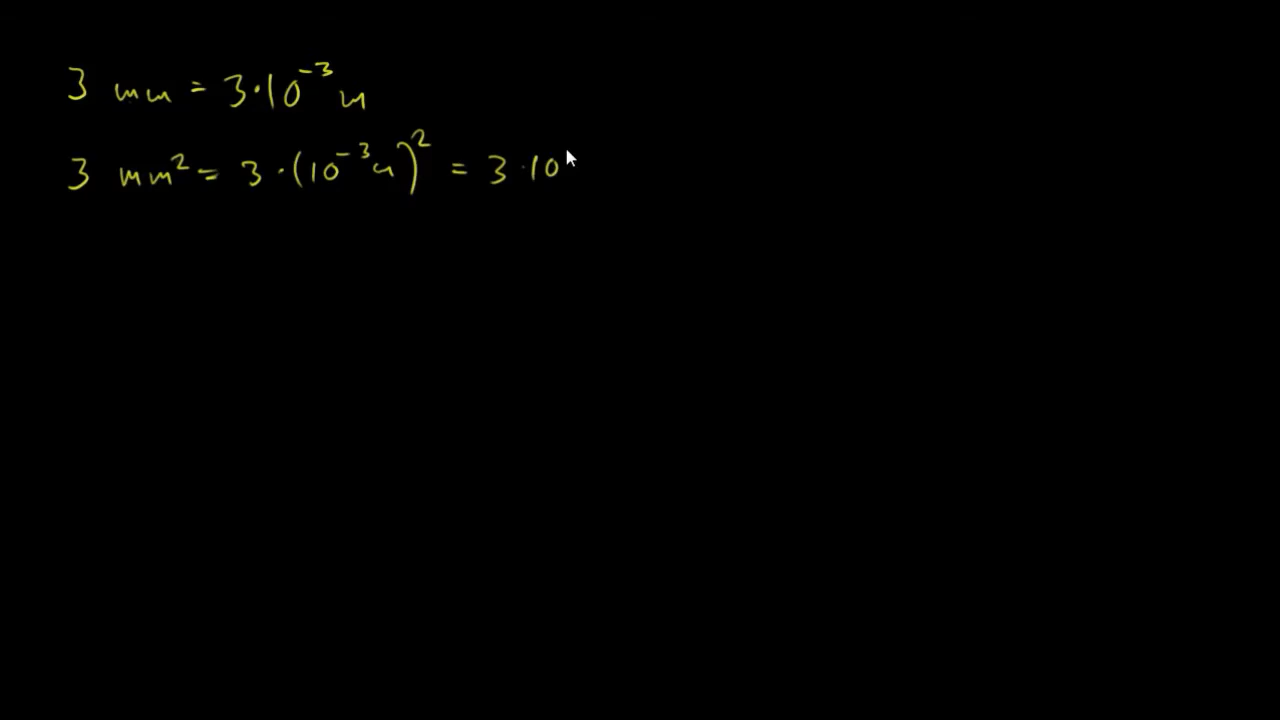 3 mm = 3·10⁻³ m
3 mm² = 3·(10⁻³ m)² = 3·10